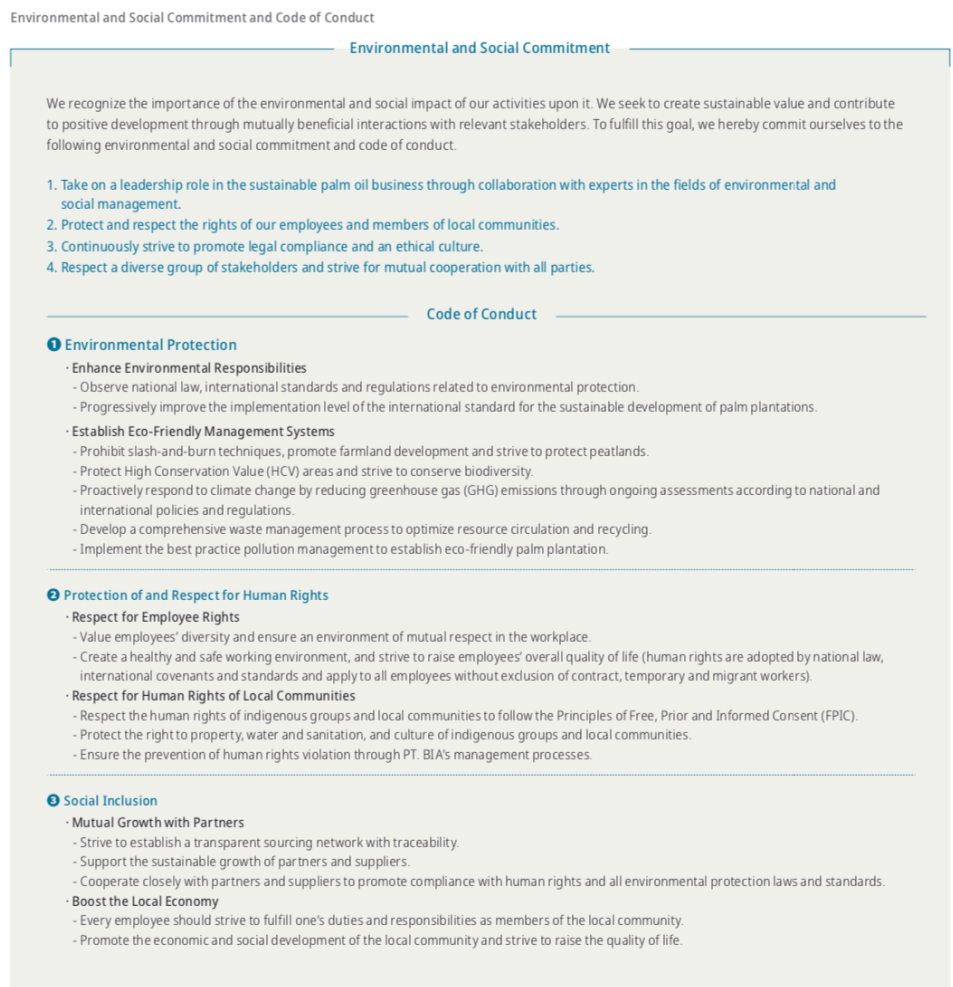 Environmental and Social Commitment and Code of Conduct
Environmental and Social Commitment
We recognize the importance of the environmental and social impact of our activities upon it. We seek to create sustainable value and contribute
to positive development through mutually beneficial interactions with relevant stakeholders. To fulfill this goal, we hereby commit ourselves to the
following environmental and social commitment and code of conduct.
1. Take on a leadership role in the sustainable palm oil business through collaboration with experts in the fields of environmental and
social management.
2. Protect and respect the rights of our employees and members of local communities.
3. Continuously strive to promote legal compliance and an ethical culture.
4. Respect a diverse group of stakeholders and strive for mutual cooperation with all parties.
Code of Conduct
❶ Environmental Protection
· Enhance Environmental Responsibilities
- Observe national law, international standards and regulations related to environmental protection.
- Progressively improve the implementation level of the international standard for the sustainable development of palm plantations.
· Establish Eco-Friendly Management Systems
- Prohibit slash-and-burn techniques, promote farmland development and strive to protect peatlands.
- Protect High Conservation Value (HCV) areas and strive to conserve biodiversity.
- Proactively respond to climate change by reducing greenhouse gas (GHG) emissions through ongoing assessments according to national and
international policies and regulations.
- Develop a comprehensive waste management process to optimize resource circulation and recycling.
- Implement the best practice pollution management to establish eco-friendly palm plantation.
❷ Protection of and Respect for Human Rights
· Respect for Employee Rights
- Value employees' diversity and ensure an environment of mutual respect in the workplace.
- Create a healthy and safe working environment, and strive to raise employees' overall quality of life (human rights are adopted by national law,
international covenants and standards and apply to all employees without exclusion of contract, temporary and migrant workers).
· Respect for Human Rights of Local Communities
- Respect the human rights of indigenous groups and local communities to follow the Principles of Free, Prior and Informed Consent (FPIC).
- Protect the right to property, water and sanitation, and culture of indigenous groups and local communities.
- Ensure the prevention of human rights violation through PT. BIA's management processes.
❸ Social Inclusion
· Mutual Growth with Partners
- Strive to establish a transparent sourcing network with traceability.
- Support the sustainable growth of partners and suppliers.
- Cooperate closely with partners and suppliers to promote compliance with human rights and all environmental protection laws and standards.
· Boost the Local Economy
- Every employee should strive to fulfill one's duties and responsibilities as members of the local community.
- Promote the economic and social development of the local community and strive to raise the quality of life.